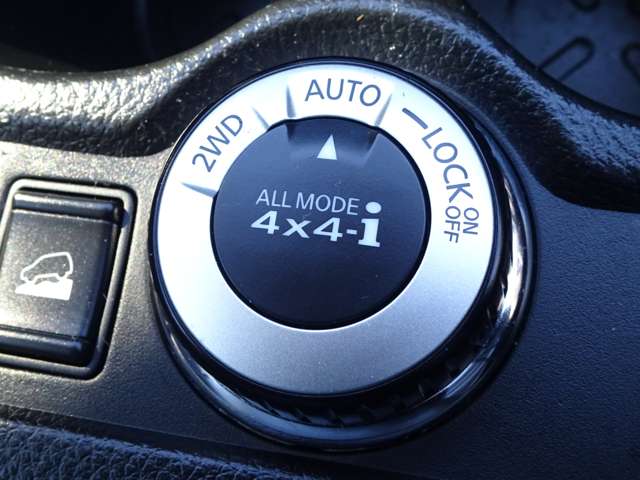 2WD
AUTO
LOCK
ON
OFF
ALL MODE
4x4-i